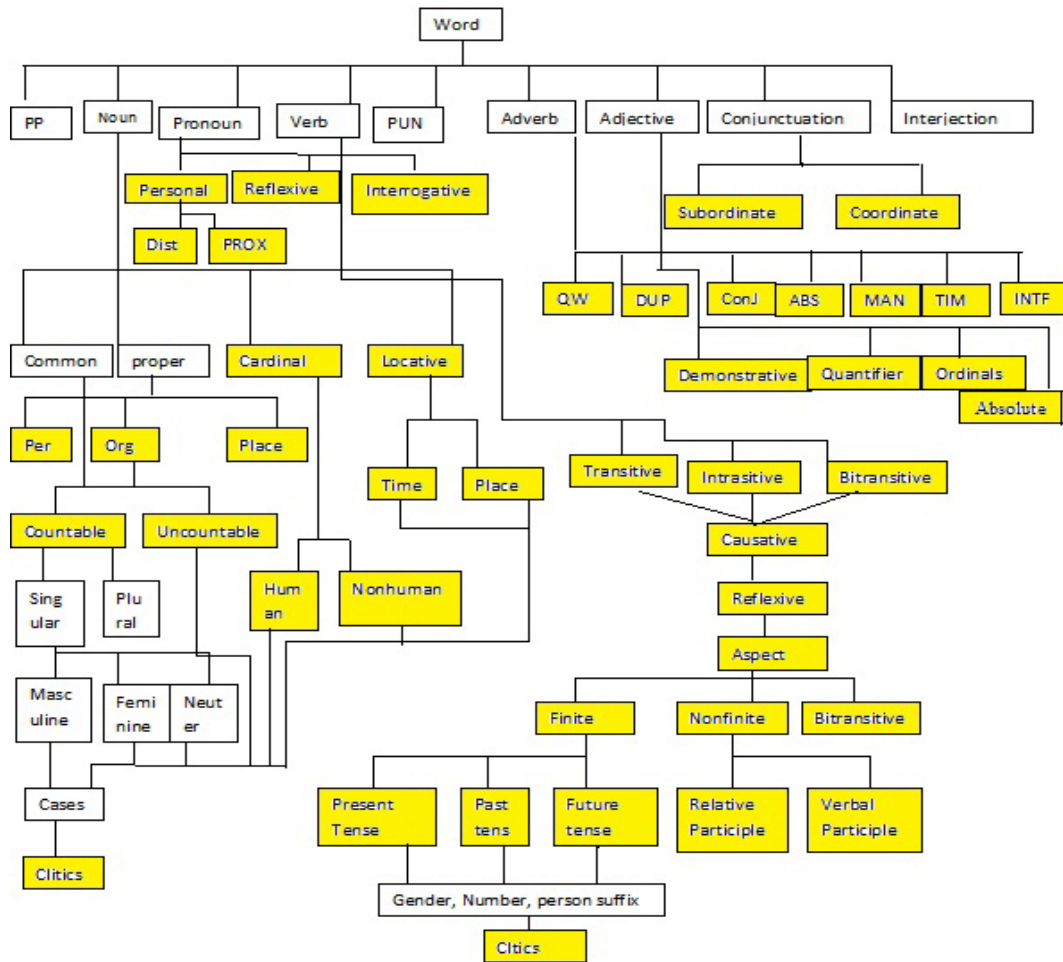 Word
PP
Noun
Pronoun
Verb
PUN
Adverb
Adjective
Conjunctuation
Interjection
Personal
Reflexive
Interrogative
Subordinate
Coordinate
Dist
PROX
QW
DUP
ConJ
ABS
MAN
TIM
INTF
Common
proper
Cardinal
Locative
Demonstrative
Quantifier
Ordinals
Absolute
Per
Org
Place
Time
Place
Transitive
Intrasitive
Bitransitive
Countable
Uncountable
Causative
Sing
ular
Plu
ral
Hum
an
Nonhuman
Reflexive
Aspect
Masc
uline
Femi
nine
Neut
er
Finite
Nonfinite
Bitransitive
Cases
Present
Tense
Past
tens
Future
tense
Relative
Participle
Verbal
Participle
Clitics
Gender, Number, person suffix
Cltics